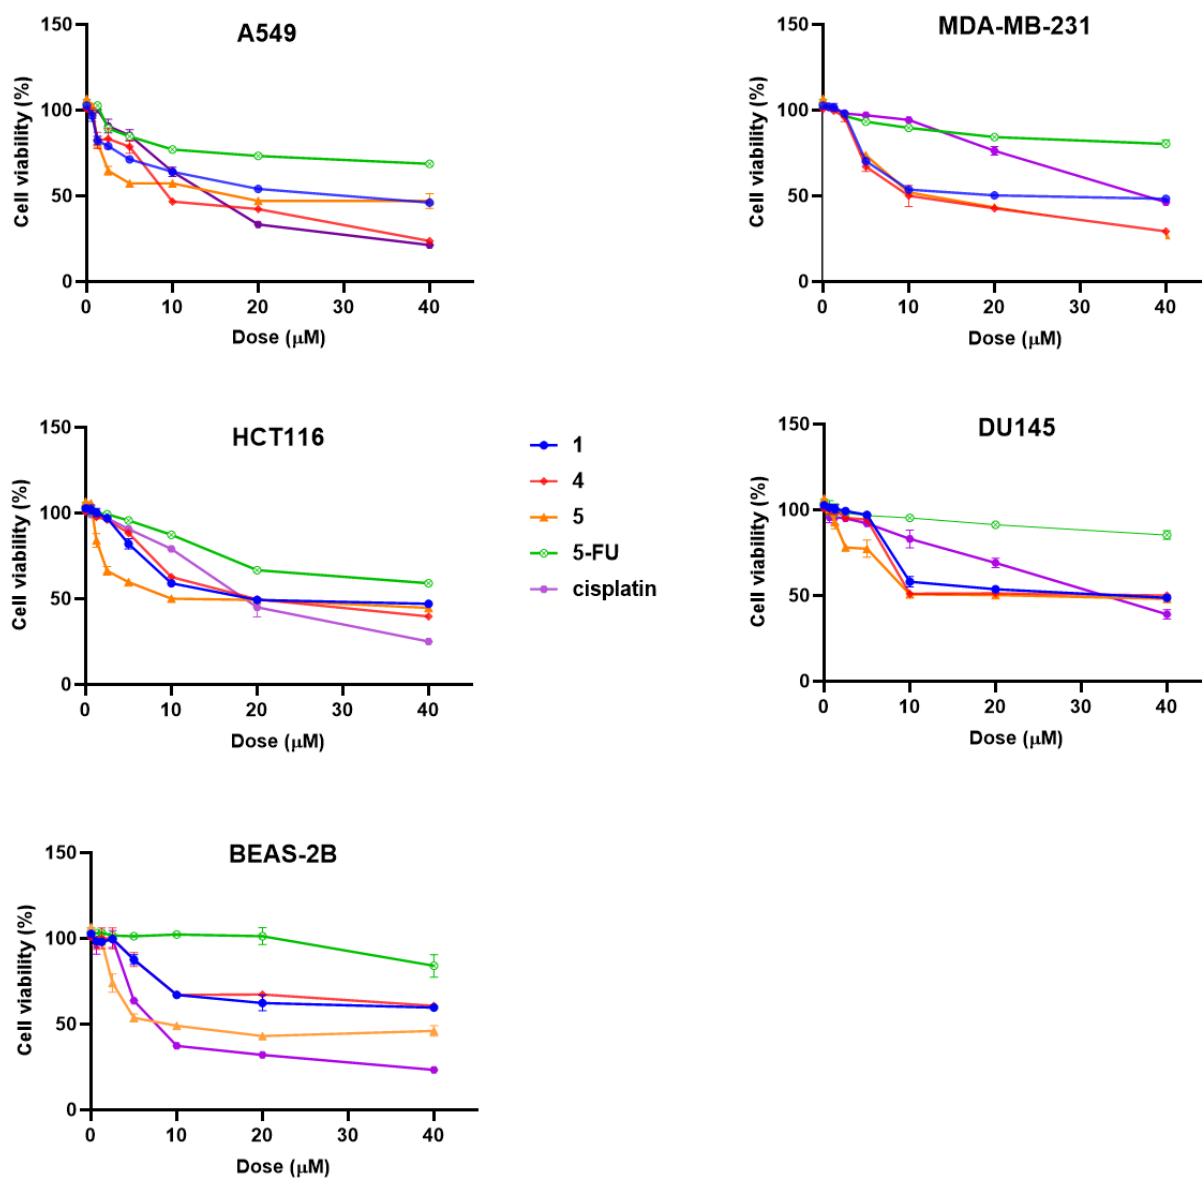 A549
150
100
50
0
Cell viability (%)
0 10 20 30 40
Dose (μM)
MDA-MB-231
150
100
50
0
Cell viability (%)
0 10 20 30 40
Dose (μM)
HCT116
150
100
50
0
Cell viability (%)
0 10 20 30 40
Dose (μM)
1
4
5
5-FU
cisplatin
DU145
150
100
50
0
Cell viability (%)
0 10 20 30 40
Dose (μM)
BEAS-2B
150
100
50
0
Cell viability (%)
0 10 20 30 40
Dose (μM)